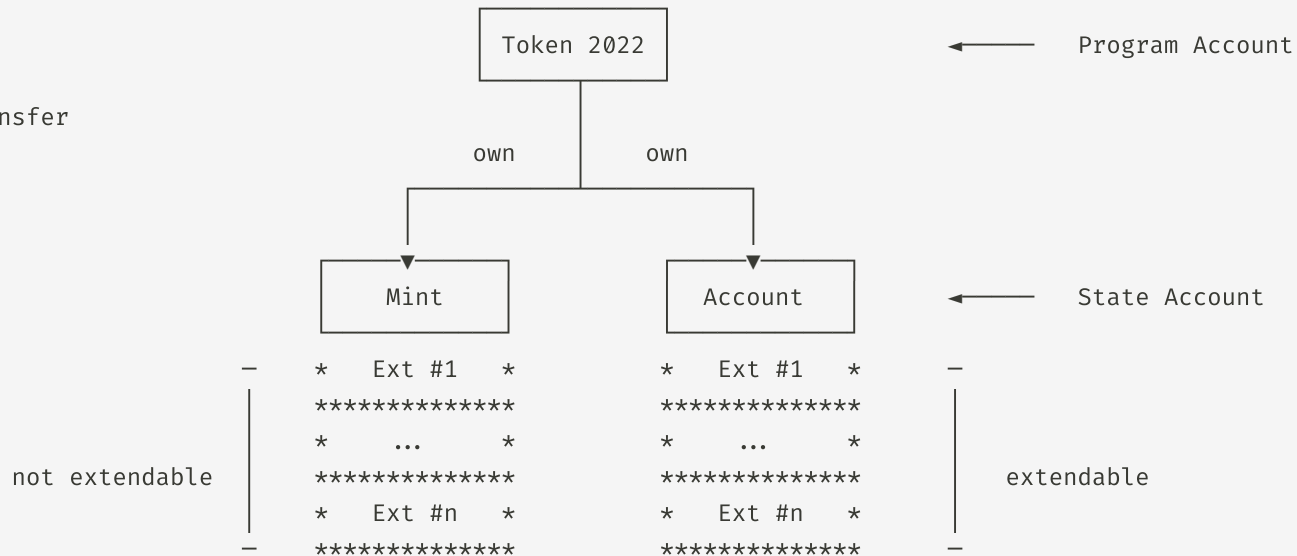 Token 2022 Program Account
nsfer
own own
Mint Account State Account
* Ext #1 * * Ext #1 *
************** **************
* ... * * ... *
not extendable ************** ************** extendable
* Ext #n * * Ext #n *
************** **************